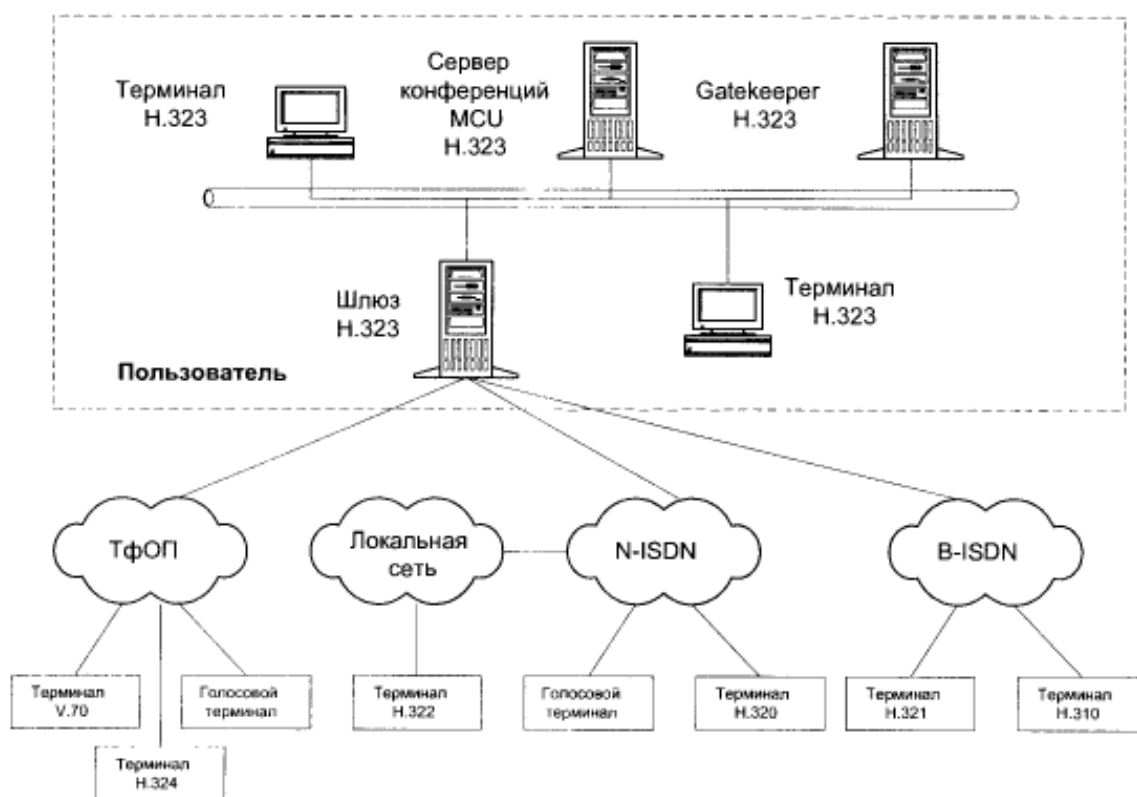 Терминал
H.323
Сервер
конференций
MCU
H.323
Gatekeeper
H.323
Шлюз
H.323
Терминал
H.323
Пользователь
ТфОП
Локальная
сеть
N-ISDN
B-ISDN
Терминал
V.70
Голосовой
терминал
Терминал
H.322
Голосовой
терминал
Терминал
H.320
Терминал
H.321
Терминал
H.310
Терминал
H.324